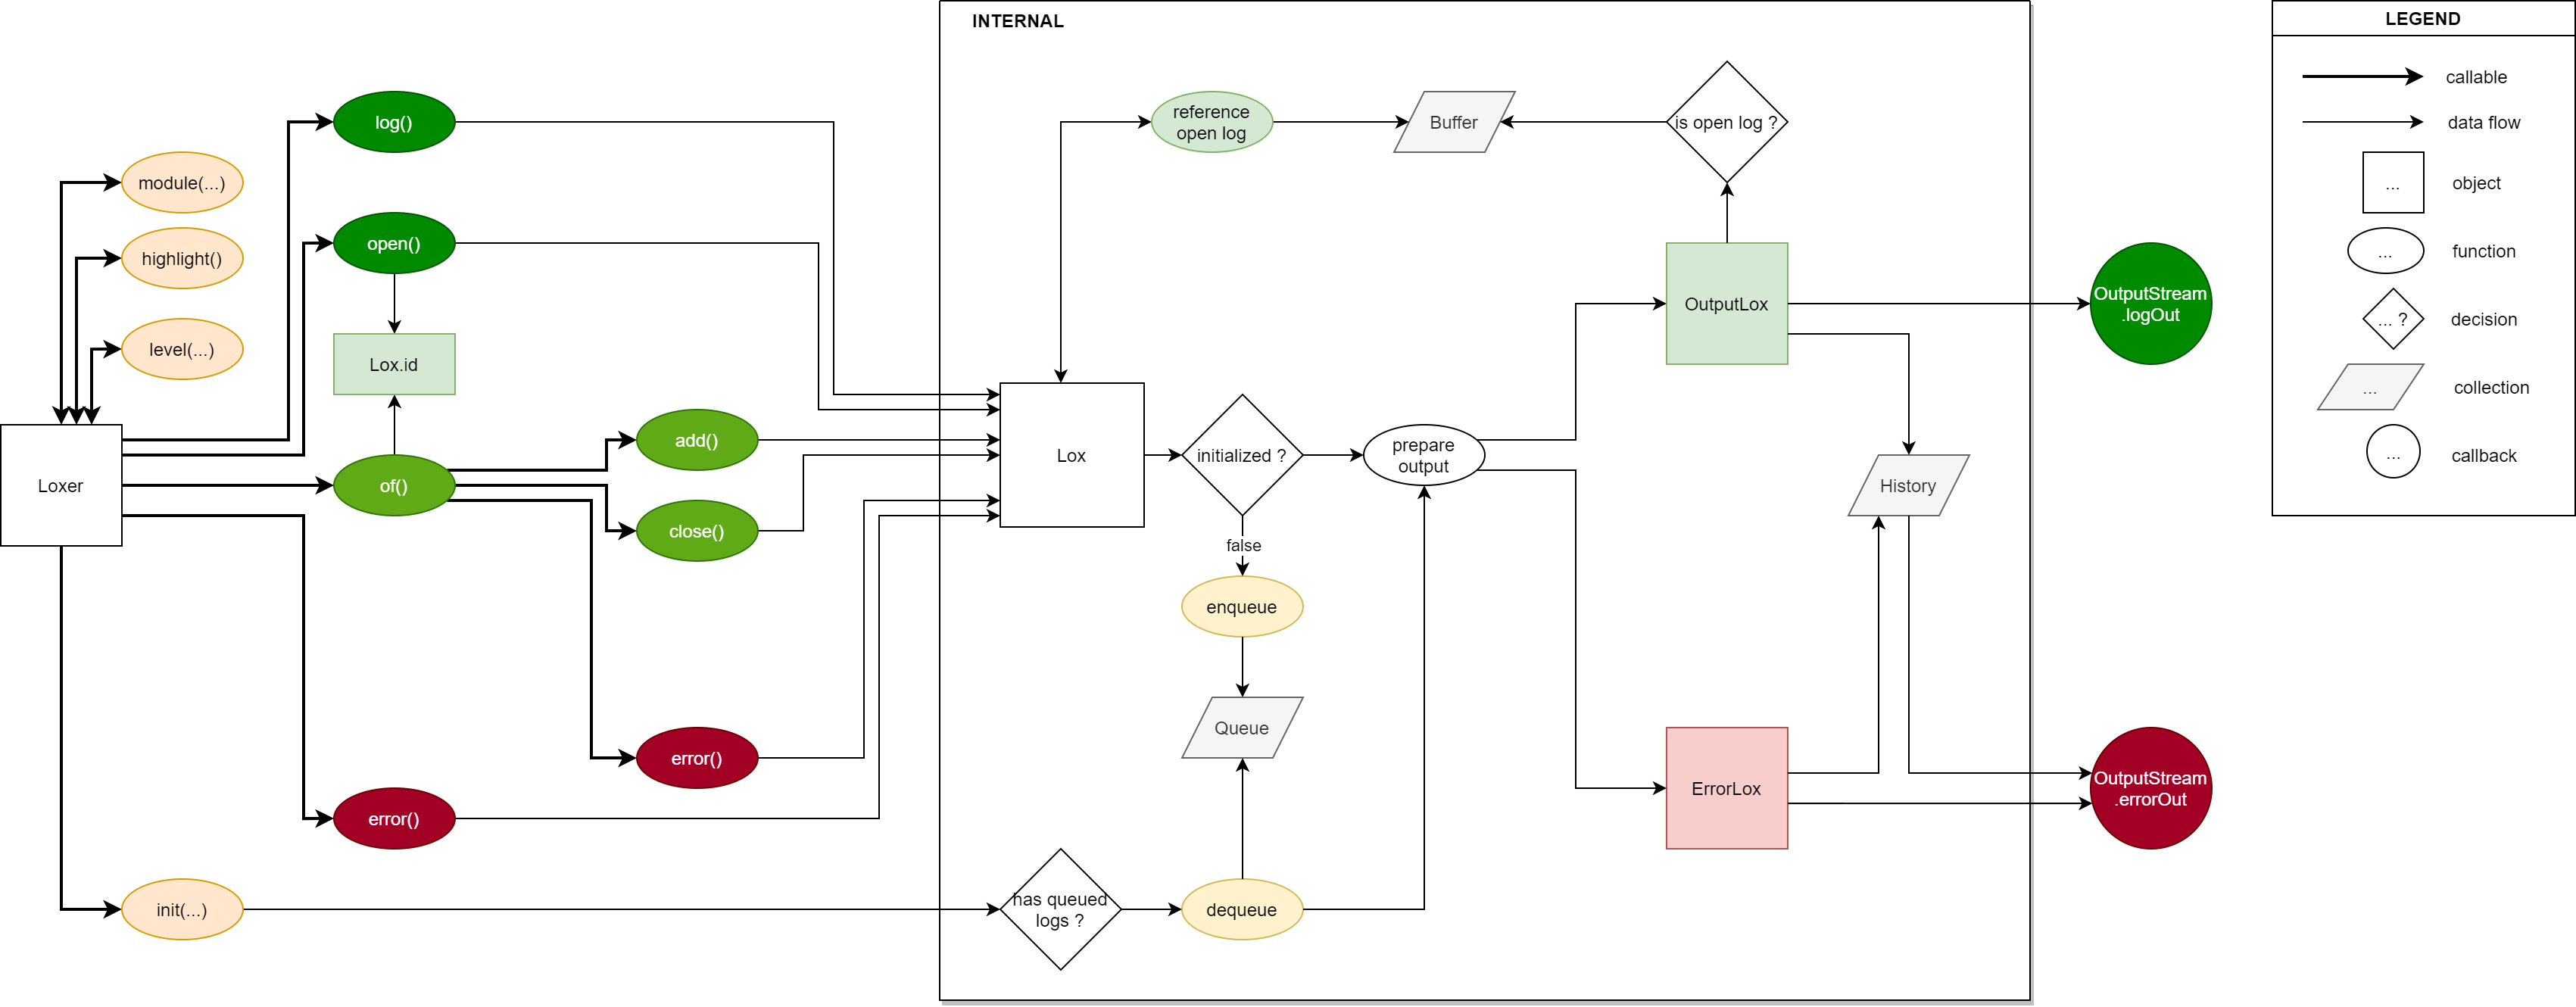 INTERNAL
LEGEND
callable
data flow
...
object
...
function
... ?
decision
...
collection
...
callback
log()
module(...)
open()
highlight()
level(...)
Lox.id
Loxer
of()
add()
close()
error()
error()
init(...)
reference
open log
Buffer
is open log ?
OutputLox
OutputStream
.logOut
Lox
initialized ?
prepare
output
History
false
enqueue
Queue
ErrorLox
OutputStream
.errorOut
has queued
logs ?
dequeue